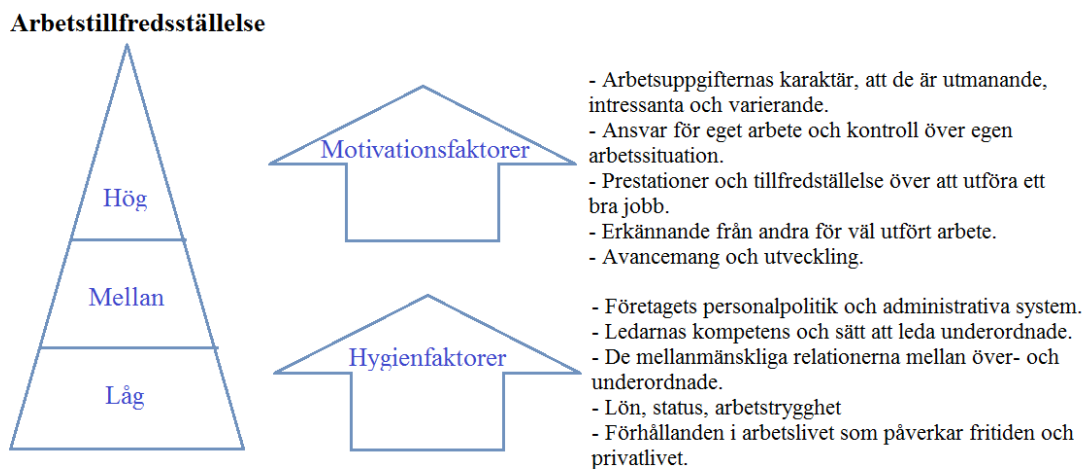 Arbetstillfredsställelse
Hög
Mellan
Låg
Motivationsfaktorer
- Arbetsuppgifternas karaktär, att de är utmanande,
intressanta och varierande.
- Ansvar för eget arbete och kontroll över egen
arbetssituation.
- Prestationer och tillfredställelse över att utföra ett
bra jobb.
- Erkännande från andra för väl utfört arbete.
- Avancemang och utveckling.
Hygienfaktorer
- Företagets personalpolitik och administrativa system.
- Ledarnas kompetens och sätt att leda underordnade.
- De mellanmänskliga relationerna mellan över- och
underordnade.
- Lön, status, arbetstrygghet
- Förhållanden i arbetslivet som påverkar fritiden och
privatlivet.